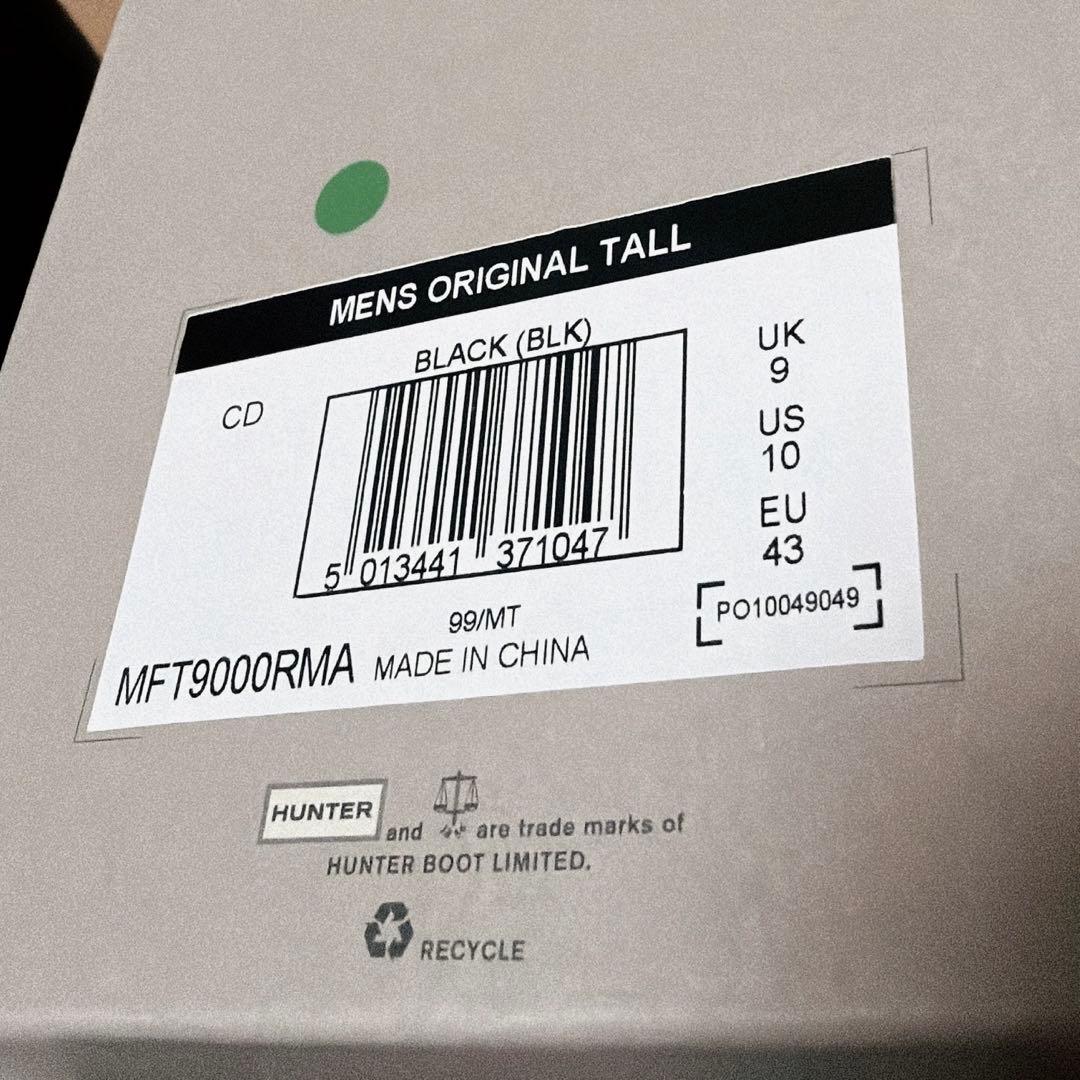 MENS ORIGINAL TALL
BLACK (BLK)
CD
5 013441 371047
UK
9
US
10
EU
43
99/MT
PO10049049
MFT9000RMA MADE IN CHINA
HUNTER and are trade marks of
HUNTER BOOT LIMITED.
RECYCLE